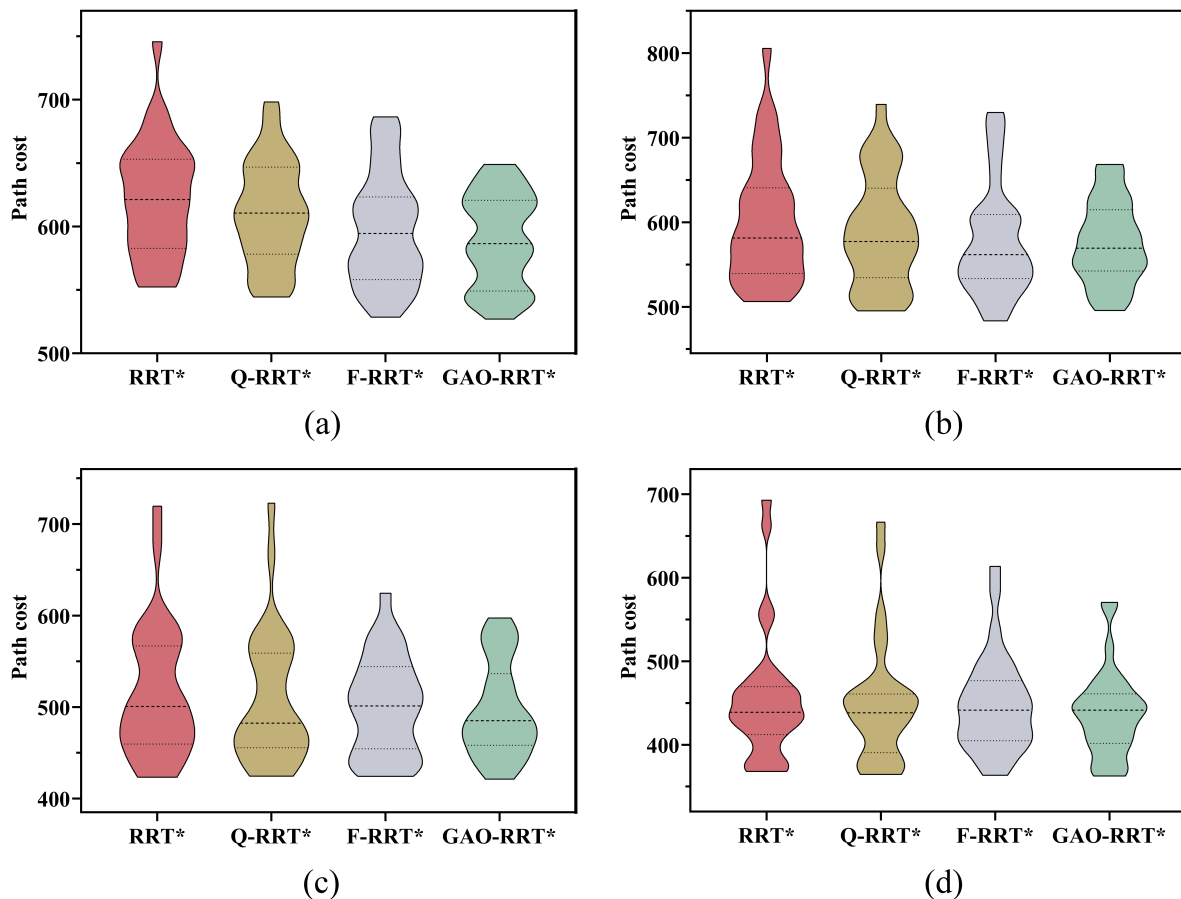 Path cost
700
600
500
RRT*
Q-RRT*
F-RRT*
GAO-RRT*
(a)
Path cost
800
700
600
500
RRT*
Q-RRT*
F-RRT*
GAO-RRT*
(b)
Path cost
700
600
500
400
RRT*
Q-RRT*
F-RRT*
GAO-RRT*
(c)
Path cost
700
600
500
400
RRT*
Q-RRT*
F-RRT*
GAO-RRT*
(d)